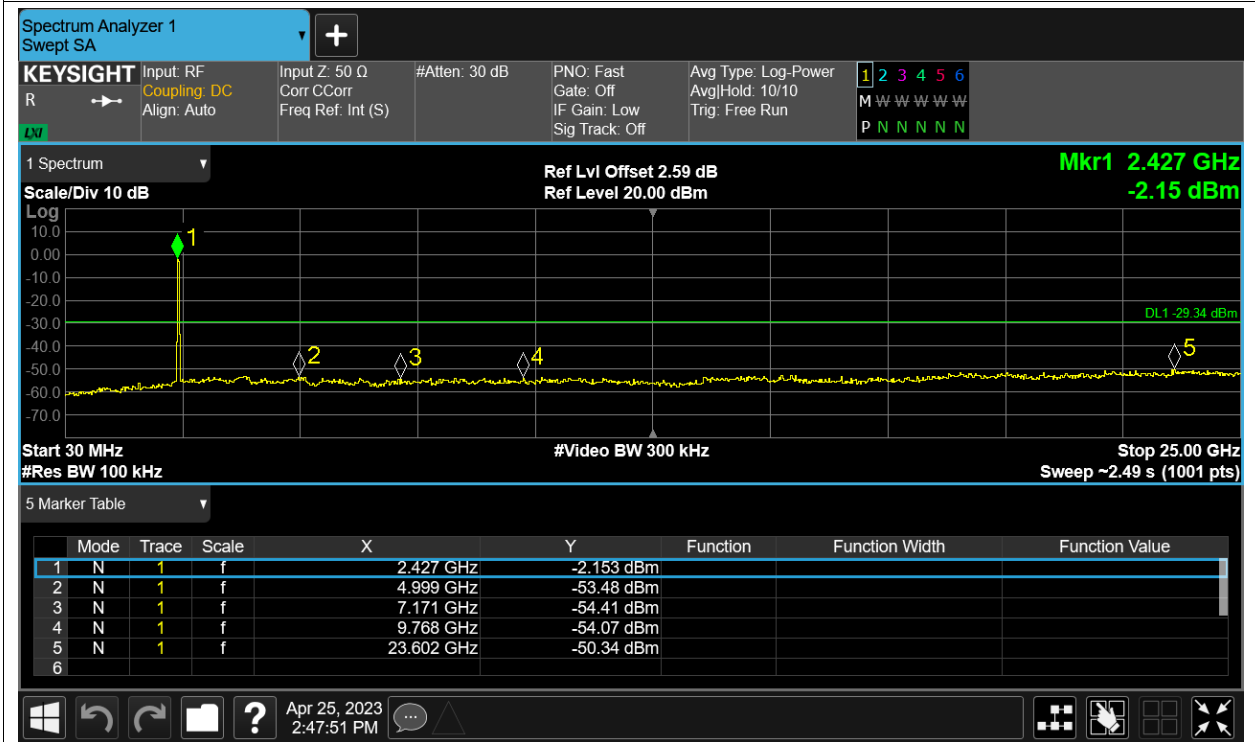 Spectrum Analyzer 1
Swept SA
+
KEYSIGHT Input: RF Input Z: 50 Ω #Atten: 30 dB PNO: Fast Avg Type: Log-Power 1 2 3 4 5 6
R Coupling: DC Corr CCorr Gate: Off Avg|Hold: 10/10 M W W W W W
Align: Auto Freq Ref: Int (S) IF Gain: Low Trig: Free Run P N N N N N
LXI Sig Track: Off
1 Spectrum Ref Lvl Offset 2.59 dB Mkr1 2.427 GHz
Scale/Div 10 dB Ref Level 20.00 dBm -2.15 dBm
Log
10.0 1
0.00
-10.0
-20.0
-30.0 DL1 -29.34 dBm
-40.0 2 3 4 5
-50.0
-60.0
-70.0
Start 30 MHz #Video BW 300 kHz Stop 25.00 GHz
#Res BW 100 kHz Sweep ~2.49 s (1001 pts)
5 Marker Table
Mode Trace Scale X Y Function Function Width Function Value
1 N 1 f 2.427 GHz -2.153 dBm
2 N 1 f 4.999 GHz -53.48 dBm
3 N 1 f 7.171 GHz -54.41 dBm
4 N 1 f 9.768 GHz -54.07 dBm
5 N 1 f 23.602 GHz -50.34 dBm
6
? Apr 25, 2023
2:47:51 PM